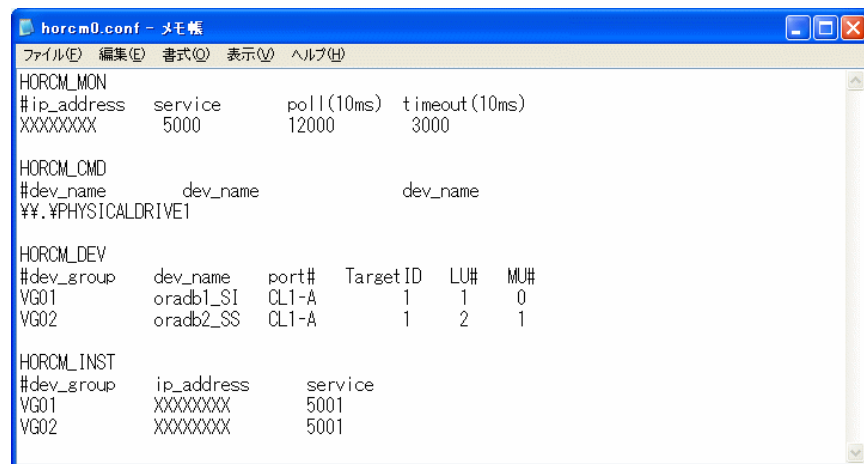 horcm0.conf - メモ帳
ファイル(F) 編集(E) 書式(O) 表示(V) ヘルプ(H)
HORCM_MON
#ip_address service poll(10ms) timeout(10ms)
XXXXXXXX 5000 12000 3000
HORCM_CMD
#dev_name dev_name dev_name
¥¥.¥PHYSICALDRIVE1
HORCM_DEV
#dev_group dev_name port# TargetID LU# MU#
VG01 oradb1_SI CL1-A 1 1 0
VG02 oradb2_SS CL1-A 1 2 1
HORCM_INST
#dev_group ip_address service
VG01 XXXXXXXX 5001
VG02 XXXXXXXX 5001